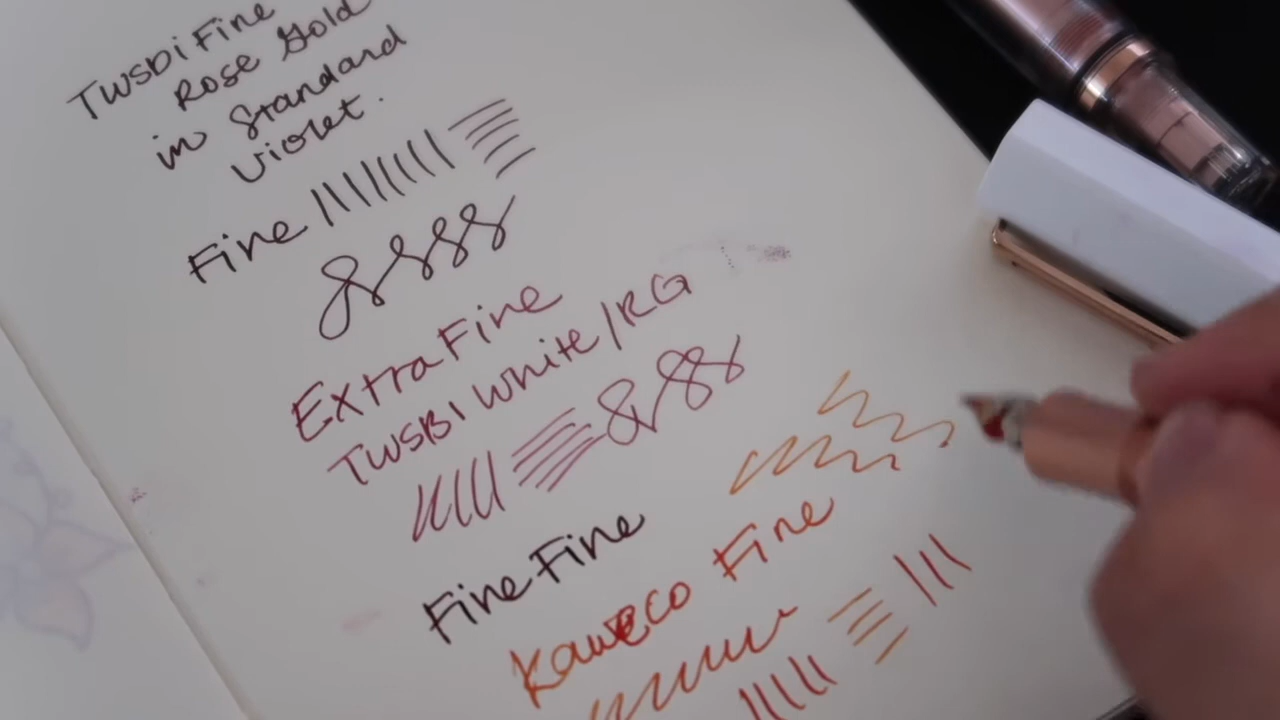 TWSBi Fine
Rose Gold
in Standard
Violet.
Fine
Extra Fine
TWSBI White/RG
Fine Fine
Kaweco Fine